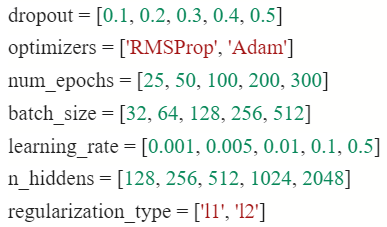 dropout = [0.1, 0.2, 0.3, 0.4, 0.5]
optimizers = ['RMSProp', 'Adam']
num_epochs = [25, 50, 100, 200, 300]
batch_size = [32, 64, 128, 256, 512]
learning_rate = [0.001, 0.005, 0.01, 0.1, 0.5]
n_hiddens = [128, 256, 512, 1024, 2048]
regularization_type = ['l1', 'l2']